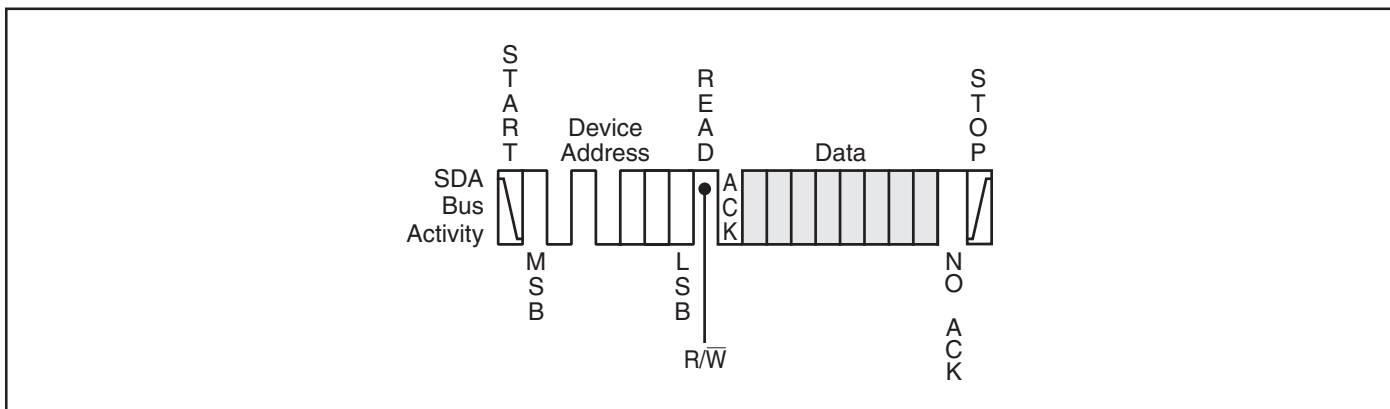 START
Device
Address
READ
Data
STOP
SDA
Bus
Activity
ACK
MSB
LSB
R/W̅
NO ACK